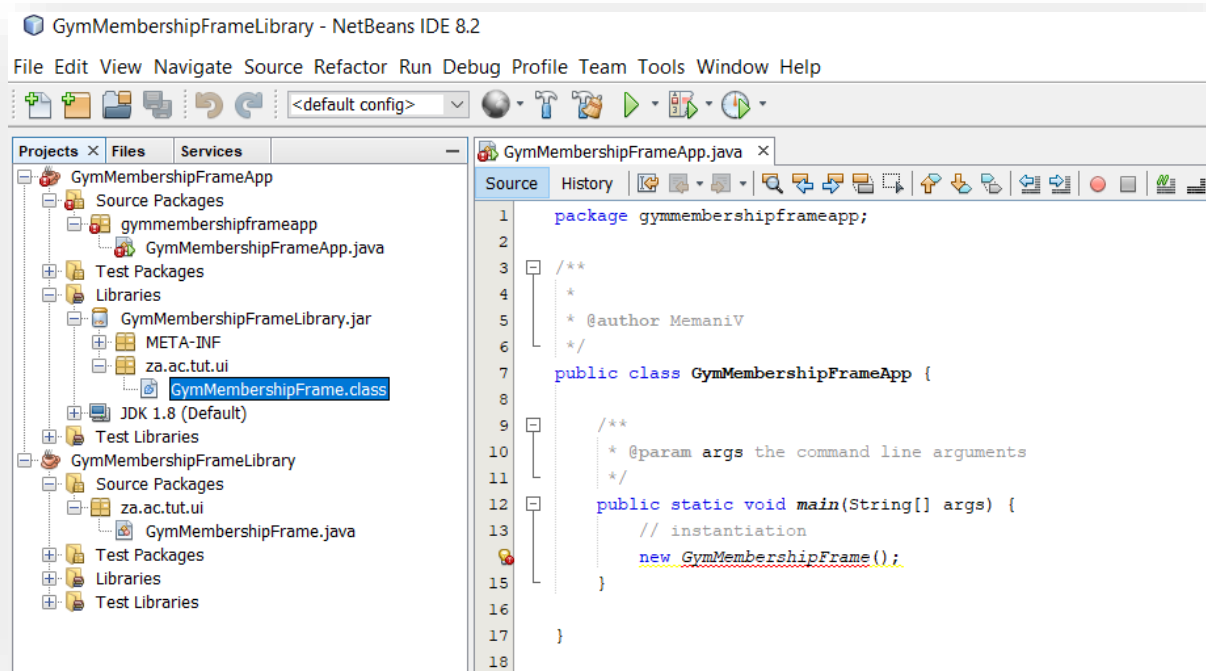 GymMembershipFrameLibrary - NetBeans IDE 8.2
File Edit View Navigate Source Refactor Run Debug Profile Team Tools Window Help
<default config>
Projects × Files Services
GymMembershipFrameApp
Source Packages
gymmembershipframeapp
GymMembershipFrameApp.java
Test Packages
Libraries
GymMembershipFrameLibrary.jar
META-INF
za.ac.tut.ui
GymMembershipFrame.class
JDK 1.8 (Default)
Test Libraries
GymMembershipFrameLibrary
Source Packages
za.ac.tut.ui
GymMembershipFrame.java
Test Packages
Libraries
Test Libraries
GymMembershipFrameApp.java ×
Source History
1 package gymmembershipframeapp;
2
3 /**
4 *
5 * @author MemaniV
6 */
7 public class GymMembershipFrameApp {
8
9 /**
10 * @param args the command line arguments
11 */
12 public static void main(String[] args) {
13 // instantiation
new GymMembershipFrame();
15 }
16
17 }
18